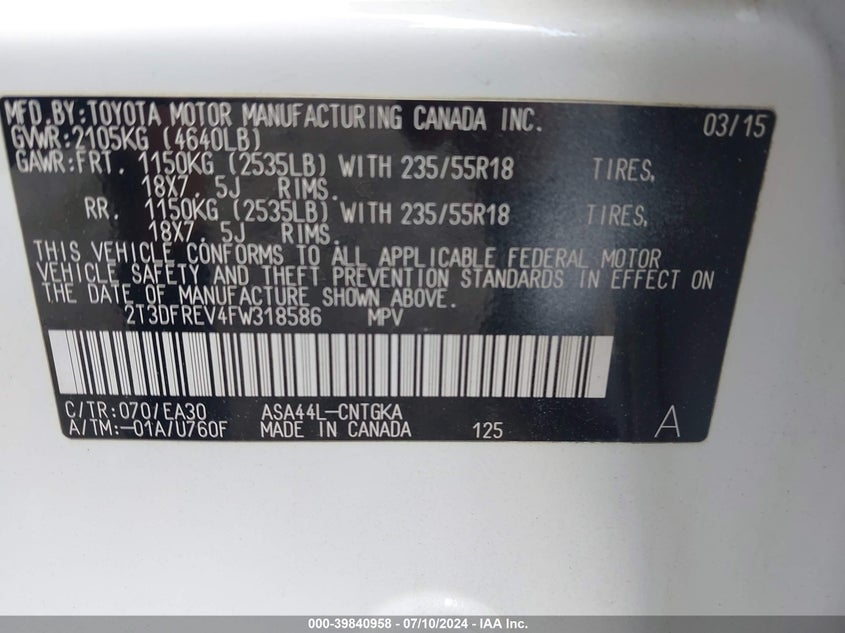 MFD.BY:TOYOTA MOTOR MANUFACTURING CANADA INC. 03/15
GVWR:2105KG (4640LB)
GAWR:FRT. 1150KG (2535LB) WITH 235/55R18 TIRES,
18X7.5J RIMS.
RR. 1150KG (2535LB) WITH 235/55R18 TIRES,
18X7.5J RIMS.
THIS VEHICLE CONFORMS TO ALL APPLICABLE FEDERAL MOTOR
VEHICLE SAFETY AND THEFT PREVENTION STANDARDS IN EFFECT ON
THE DATE OF MANUFACTURE SHOWN ABOVE.
2T3DFREV4FW318586 MPV
C/TR:070/EA30 ASA44L-CNTGKA
A/TM:-01A/U760F MADE IN CANADA 125 A
000-39840958 / 07/10/2024 - IAA Inc.